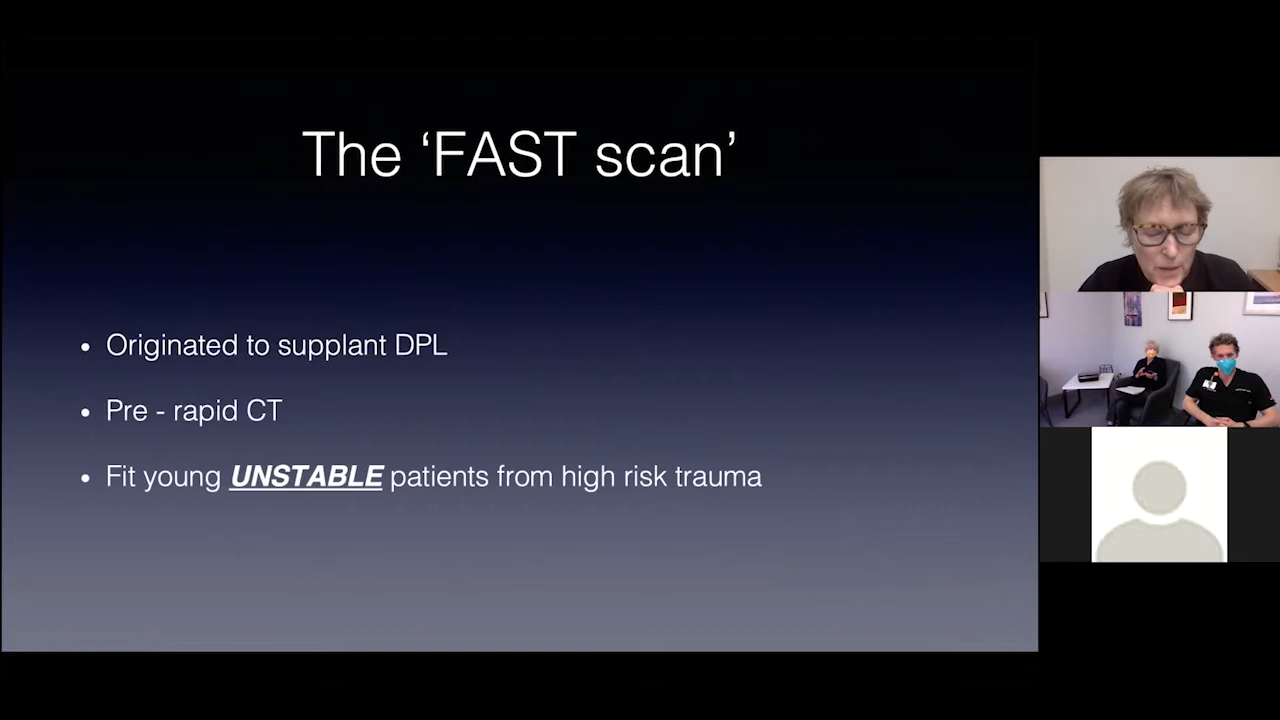 The ‘FAST scan’
• Originated to supplant DPL
• Pre - rapid CT
• Fit young UNSTABLE patients from high risk trauma